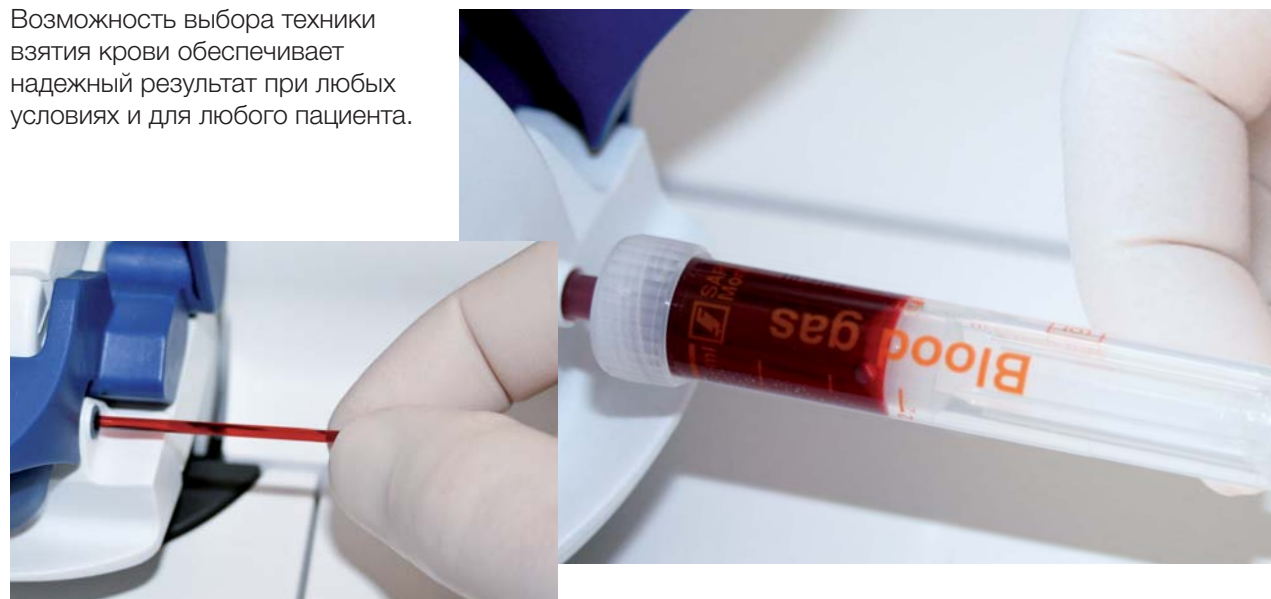 Возможность выбора техники
взятия крови обеспечивает
надежный результат при любых
условиях и для любого пациента.
Blood gas